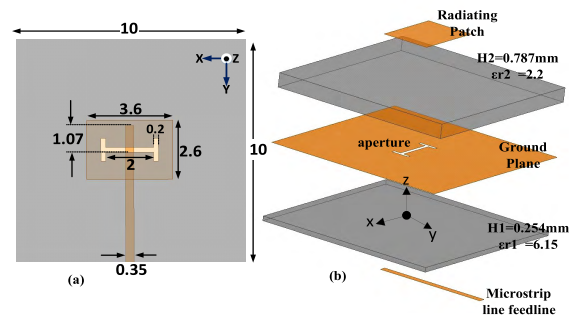 10
X
Z
Y
3.6
1.07
0.2
2
2.6
10
0.35
(a)
Radiating
Patch
H2=0.787mm
εr2 =2.2
aperture
Ground
Plane
z
x
y
H1=0.254mm
εr1 =6.15
(b)
Microstrip
line feedline